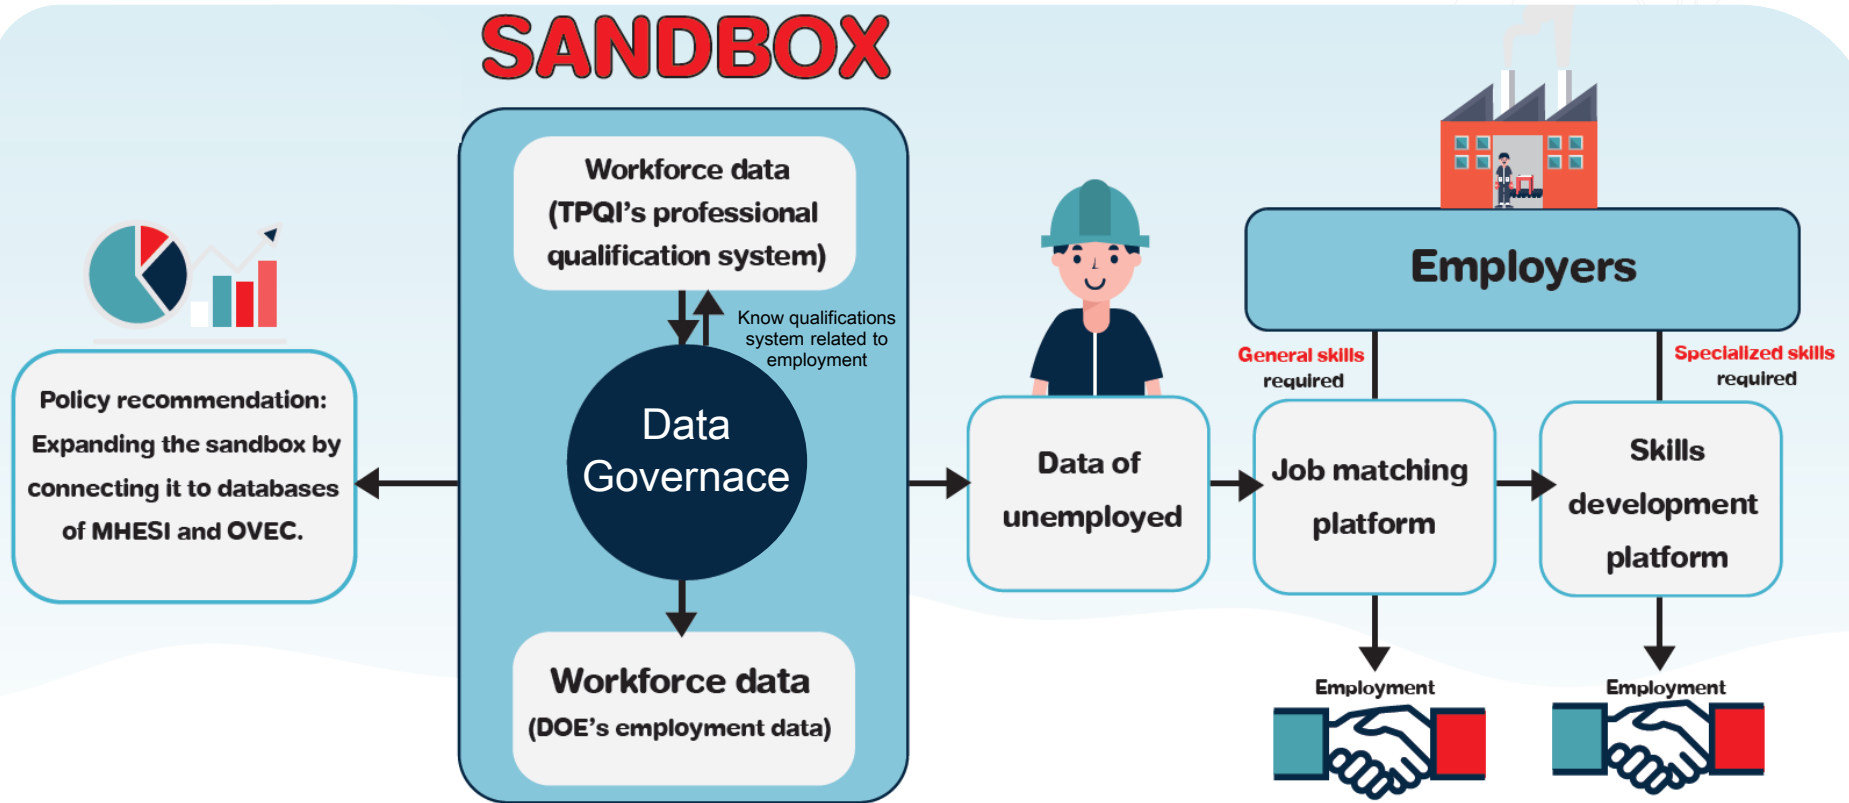 SANDBOX
Workforce data
(TPQI's professional
qualification system)
Know qualifications
system related to
employment
Data
Governace
Workforce data
(DOE's employment data)
Policy recommendation:
Expanding the sandbox by
connecting it to databases
of MHESI and OVEC.
Data of
unemployed
Employers
General skills
required
Specialized skills
required
Job matching
platform
Skills
development
platform
Employment
Employment